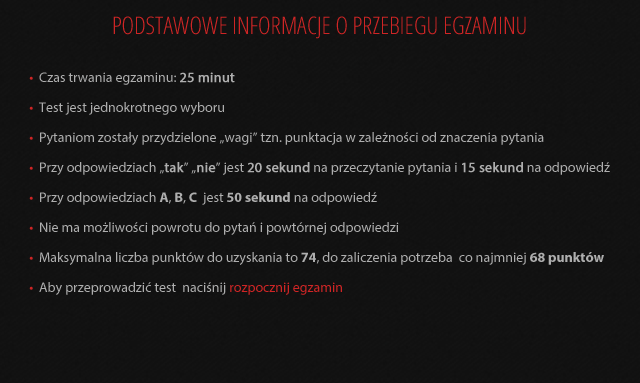 PODSTAWOWE INFORMACJE O PRZEBIEGU EGZAMINU
• Czas trwania egzaminu: 25 minut
• Test jest jednokrotnego wyboru
• Pytaniom zostały przydzielone „wagi” tzn. punktacja w zależności od znaczenia pytania
• Przy odpowiedziach „tak” „nie” jest 20 sekund na przeczytanie pytania i 15 sekund na odpowiedź
• Przy odpowiedziach A, B, C jest 50 sekund na odpowiedź
• Nie ma możliwości powrotu do pytań i powtórnej odpowiedzi
• Maksymalna liczba punktów do uzyskania to 74, do zaliczenia potrzeba co najmniej 68 punktów
• Aby przeprowadzić test naciśnij rozpocznij egzamin